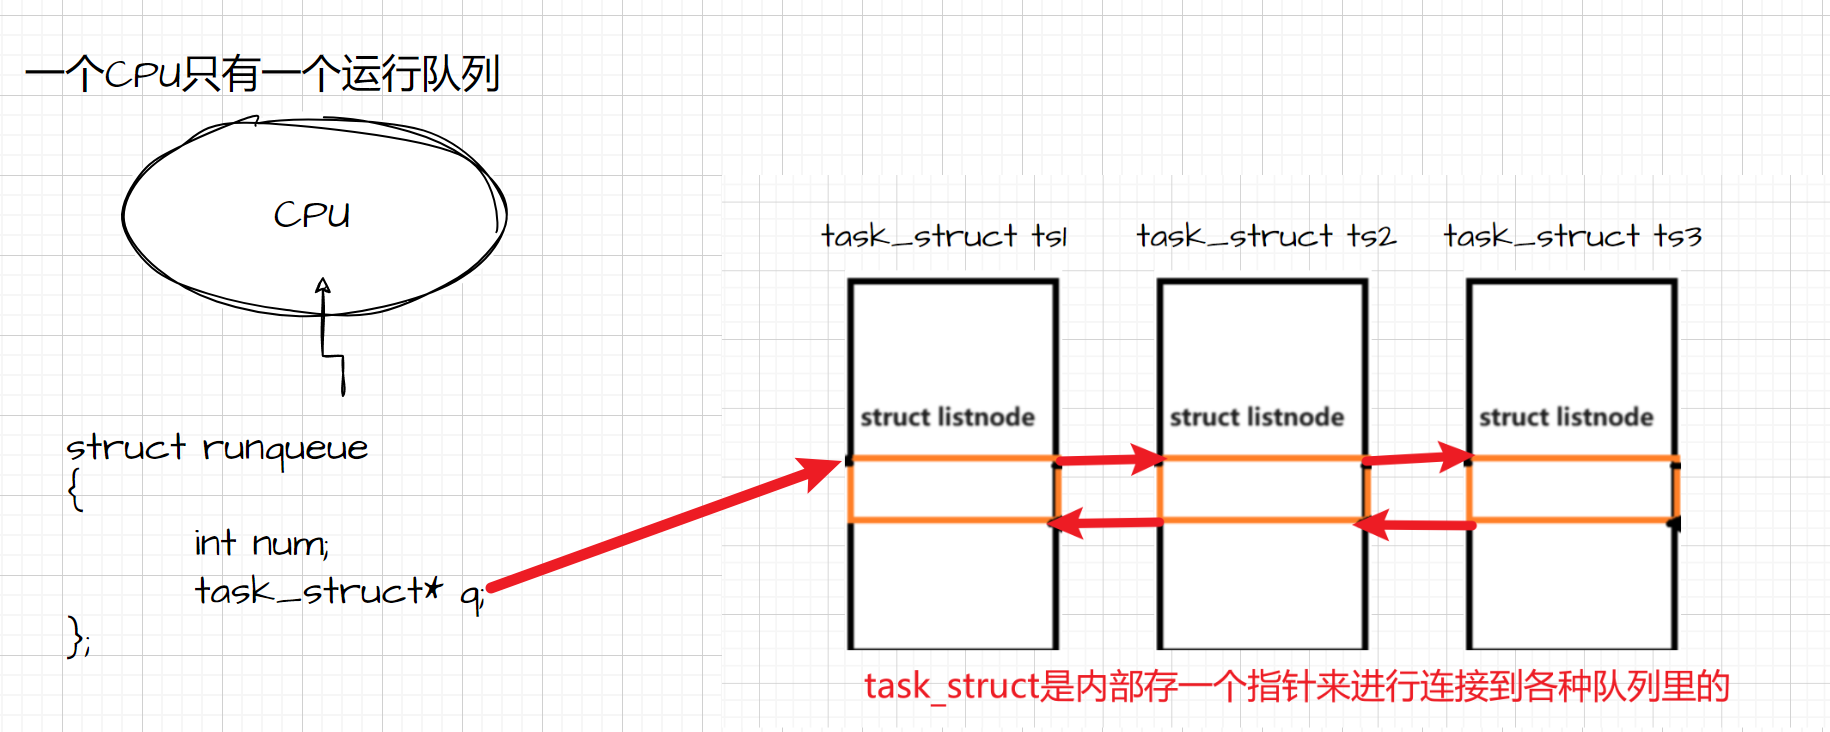 一个CPU只有一个运行队列
CPU
struct runqueue
{
int num;
task_struct* q;
};
task_struct ts1
task_struct ts2
task_struct ts3
struct listnode
struct listnode
struct listnode
task_struct是内部存一个指针来进行连接到各种队列里的